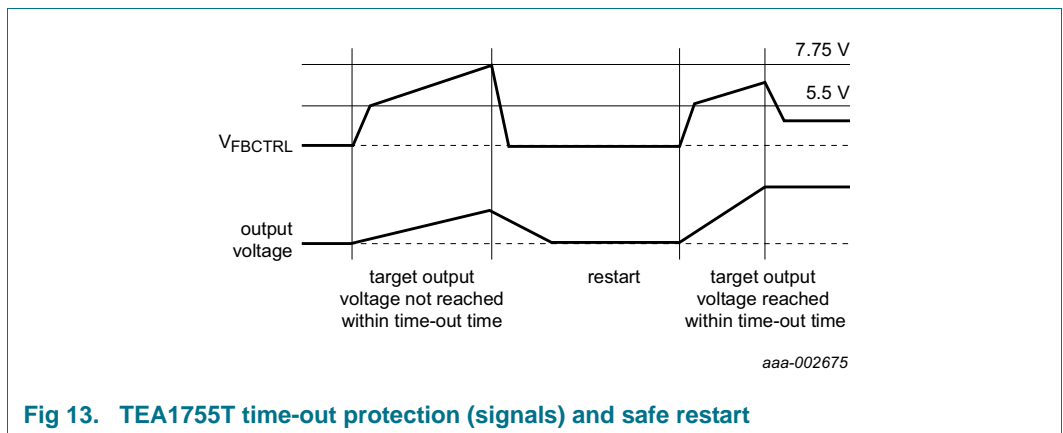 7.75 V
5.5 V
VFBCTRL
output
voltage
target output
voltage not reached
within time-out time
restart
target output
voltage reached
within time-out time
aaa-002675
Fig 13. TEA1755T time-out protection (signals) and safe restart